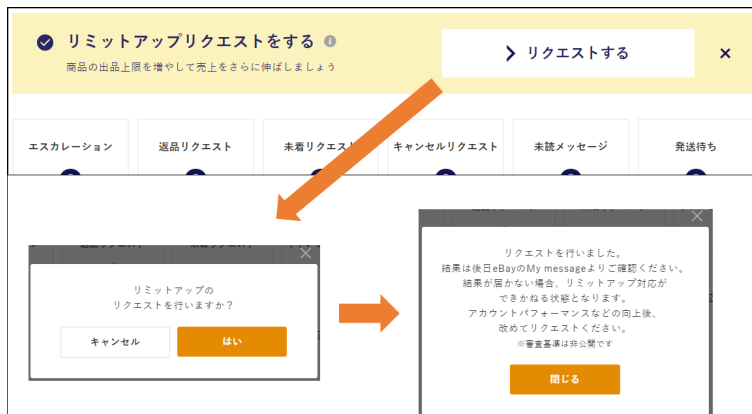 リミットアップリクエストをする
商品の出品上限を増やして売上をさらに伸ばしましょう
リクエストする
エスカレーション
返品リクエスト
未着リクエスト
キャンセルリクエスト
未読メッセージ
発送待ち
リミットアップの
リクエストを行いますか？
キャンセル
はい
リクエストを行いました。
結果は後日eBayのMy messageよりご確認ください。
結果が届かない場合、リミットアップ対応が
できかねる状態となります。
アカウントパフォーマンスなどの向上後、
改めてリクエストください。
※審査基準は非公開です
閉じる